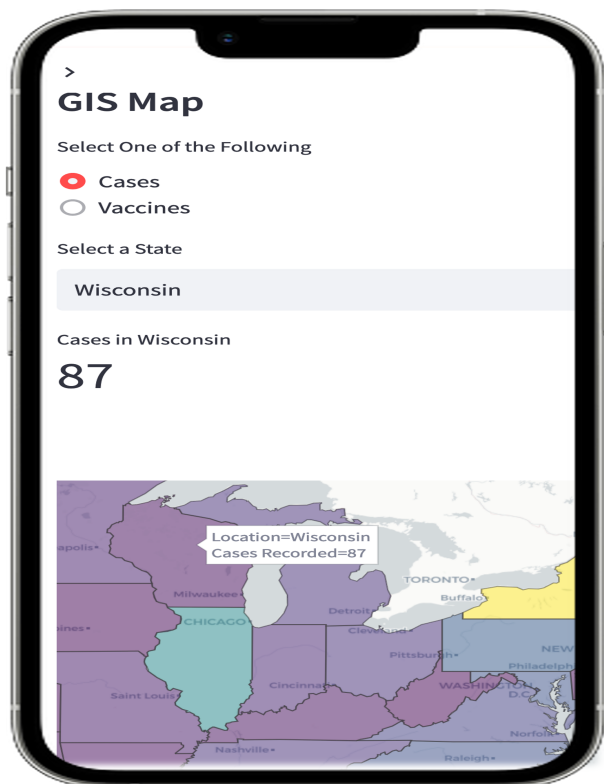 >
GIS Map
Select One of the Following
Cases
Vaccines
Select a State
Wisconsin
Cases in Wisconsin
87
Location=Wisconsin
Cases Recorded=87
apolis
TORONTO
Milwaukee
Buffalo
Detroit
CHICAGO
ines
Cleveland
Pittsburgh
NEW
Philadelph
Saint Louis
Cincinnati
WASHINGTON
D.C.
Norfolk
Nashville
Raleigh